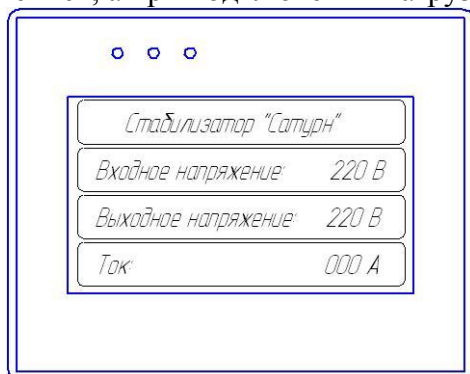 Стабилизатор "Сатурн"
Входное напряжение: 220 В
Выходное напряжение: 220 В
Ток: 000 А